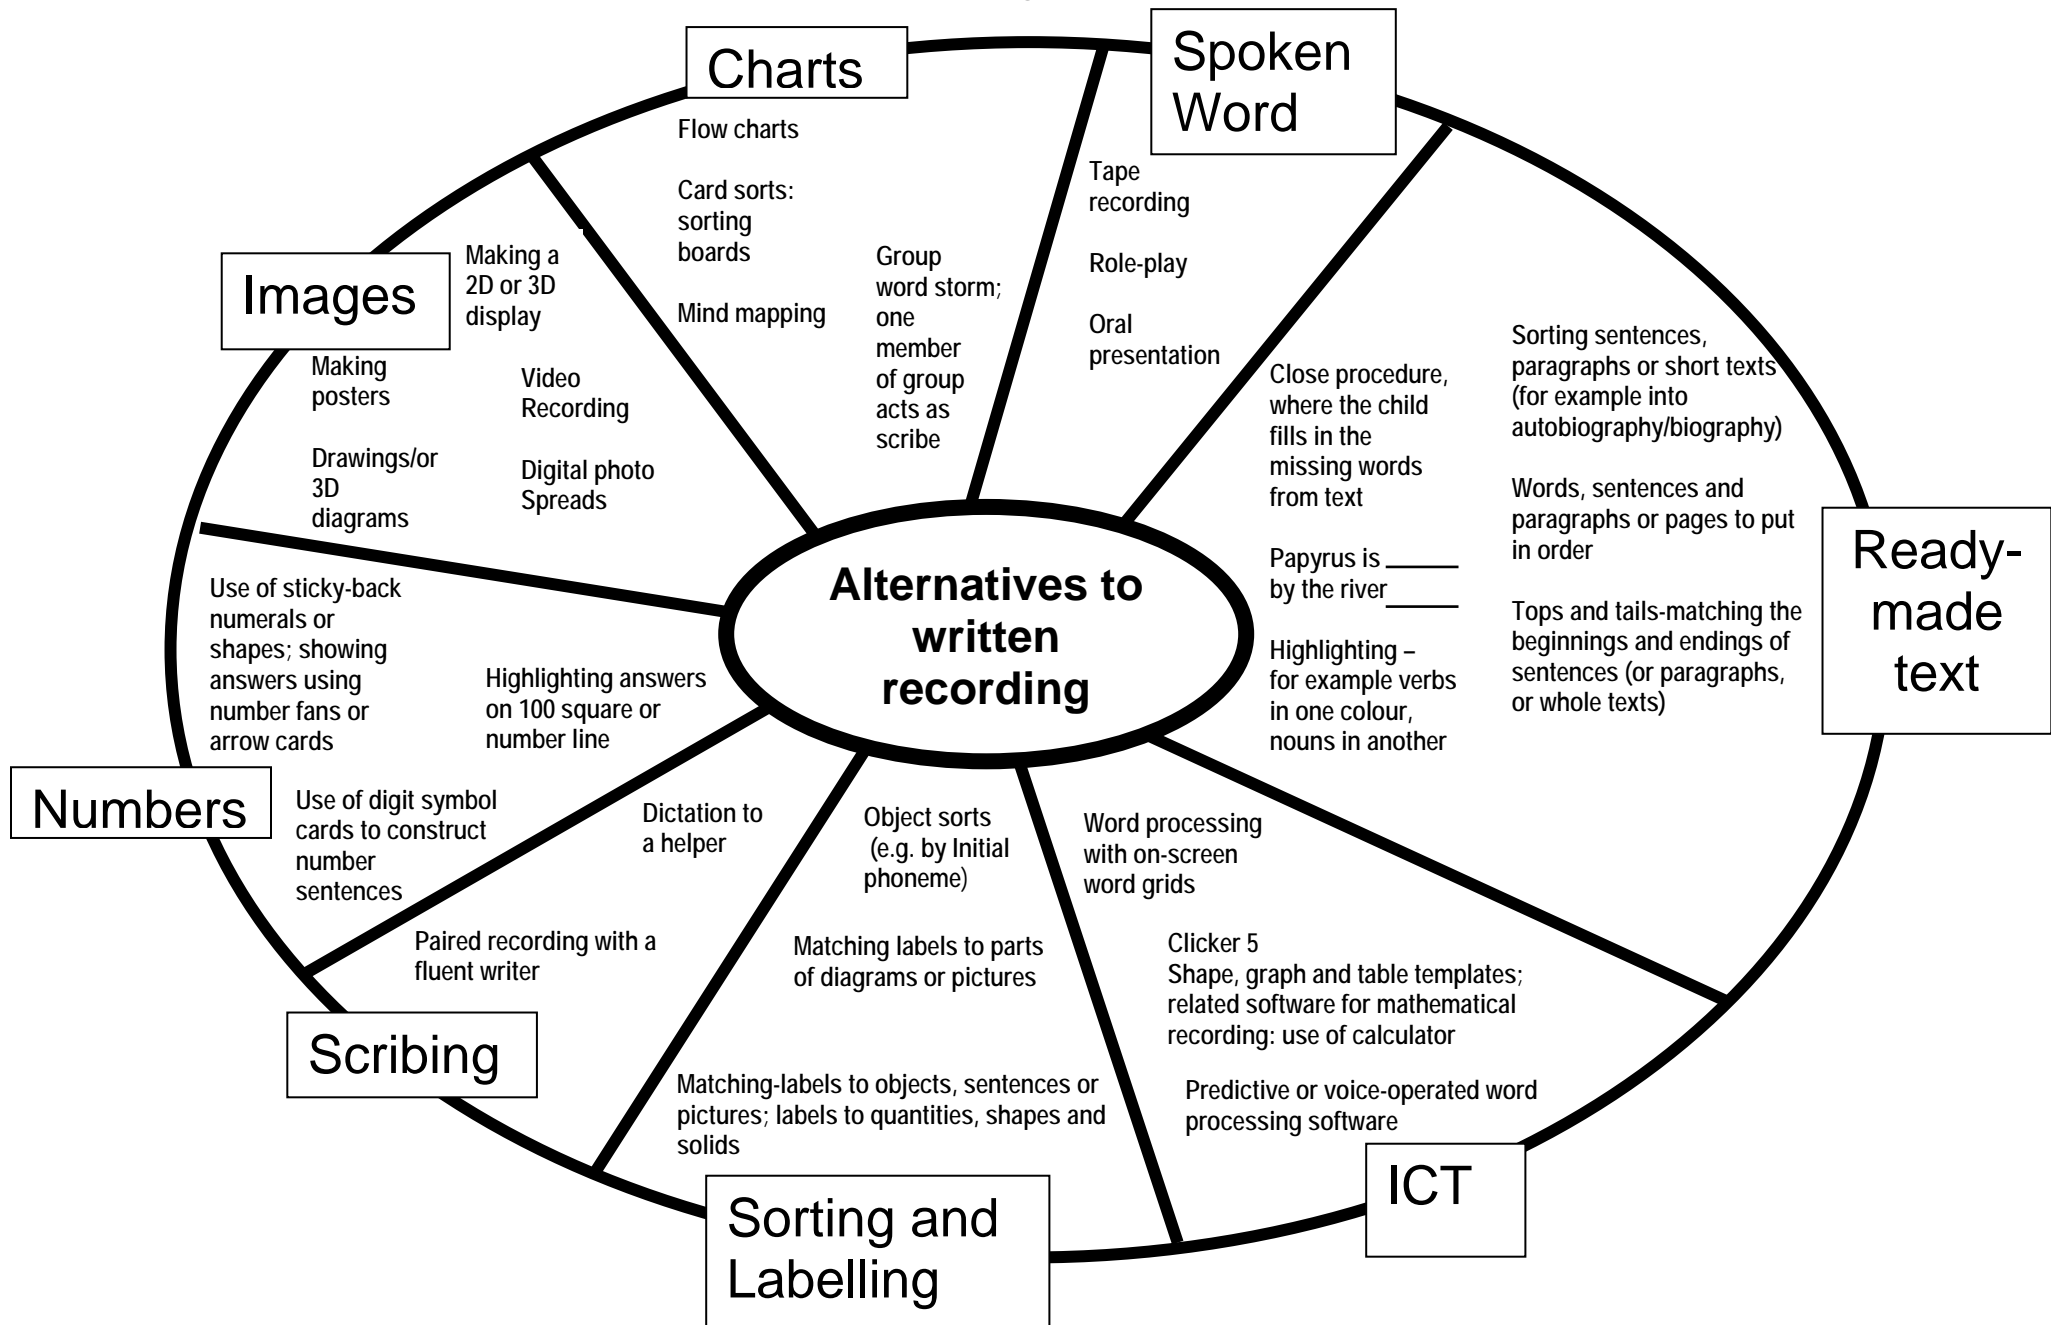 Charts
Flow charts
Card sorts:
sorting
boards
Mind mapping
Group
word storm;
one
member
of group
acts as
scribe
Spoken
Word
Tape
recording
Role-play
Oral
presentation
Images
Making a
2D or 3D
display
Making
posters
Video
Recording
Drawings/or
3D
diagrams
Digital photo
Spreads
Close procedure,
where the child
fills in the
missing words
from text
Papyrus is ______
by the river______
Highlighting –
for example verbs
in one colour,
nouns in another
Sorting sentences,
paragraphs or short texts
(for example into
autobiography/biography)
Words, sentences and
paragraphs or pages to put
in order
Tops and tails-matching the
beginnings and endings of
sentences (or paragraphs,
or whole texts)
Ready-
made
text
Alternatives to
written
recording
Use of sticky-back
numerals or
shapes; showing
answers using
number fans or
arrow cards
Highlighting answers
on 100 square or
number line
Numbers
Use of digit symbol
cards to construct
number
sentences
Dictation to
a helper
Paired recording with a
fluent writer
Scribing
Object sorts
(e.g. by Initial
phoneme)
Matching labels to parts
of diagrams or pictures
Matching-labels to objects, sentences or
pictures; labels to quantities, shapes and
solids
Sorting and
Labelling
Word processing
with on-screen
word grids
Clicker 5
Shape, graph and table templates;
related software for mathematical
recording: use of calculator
Predictive or voice-operated word
processing software
ICT